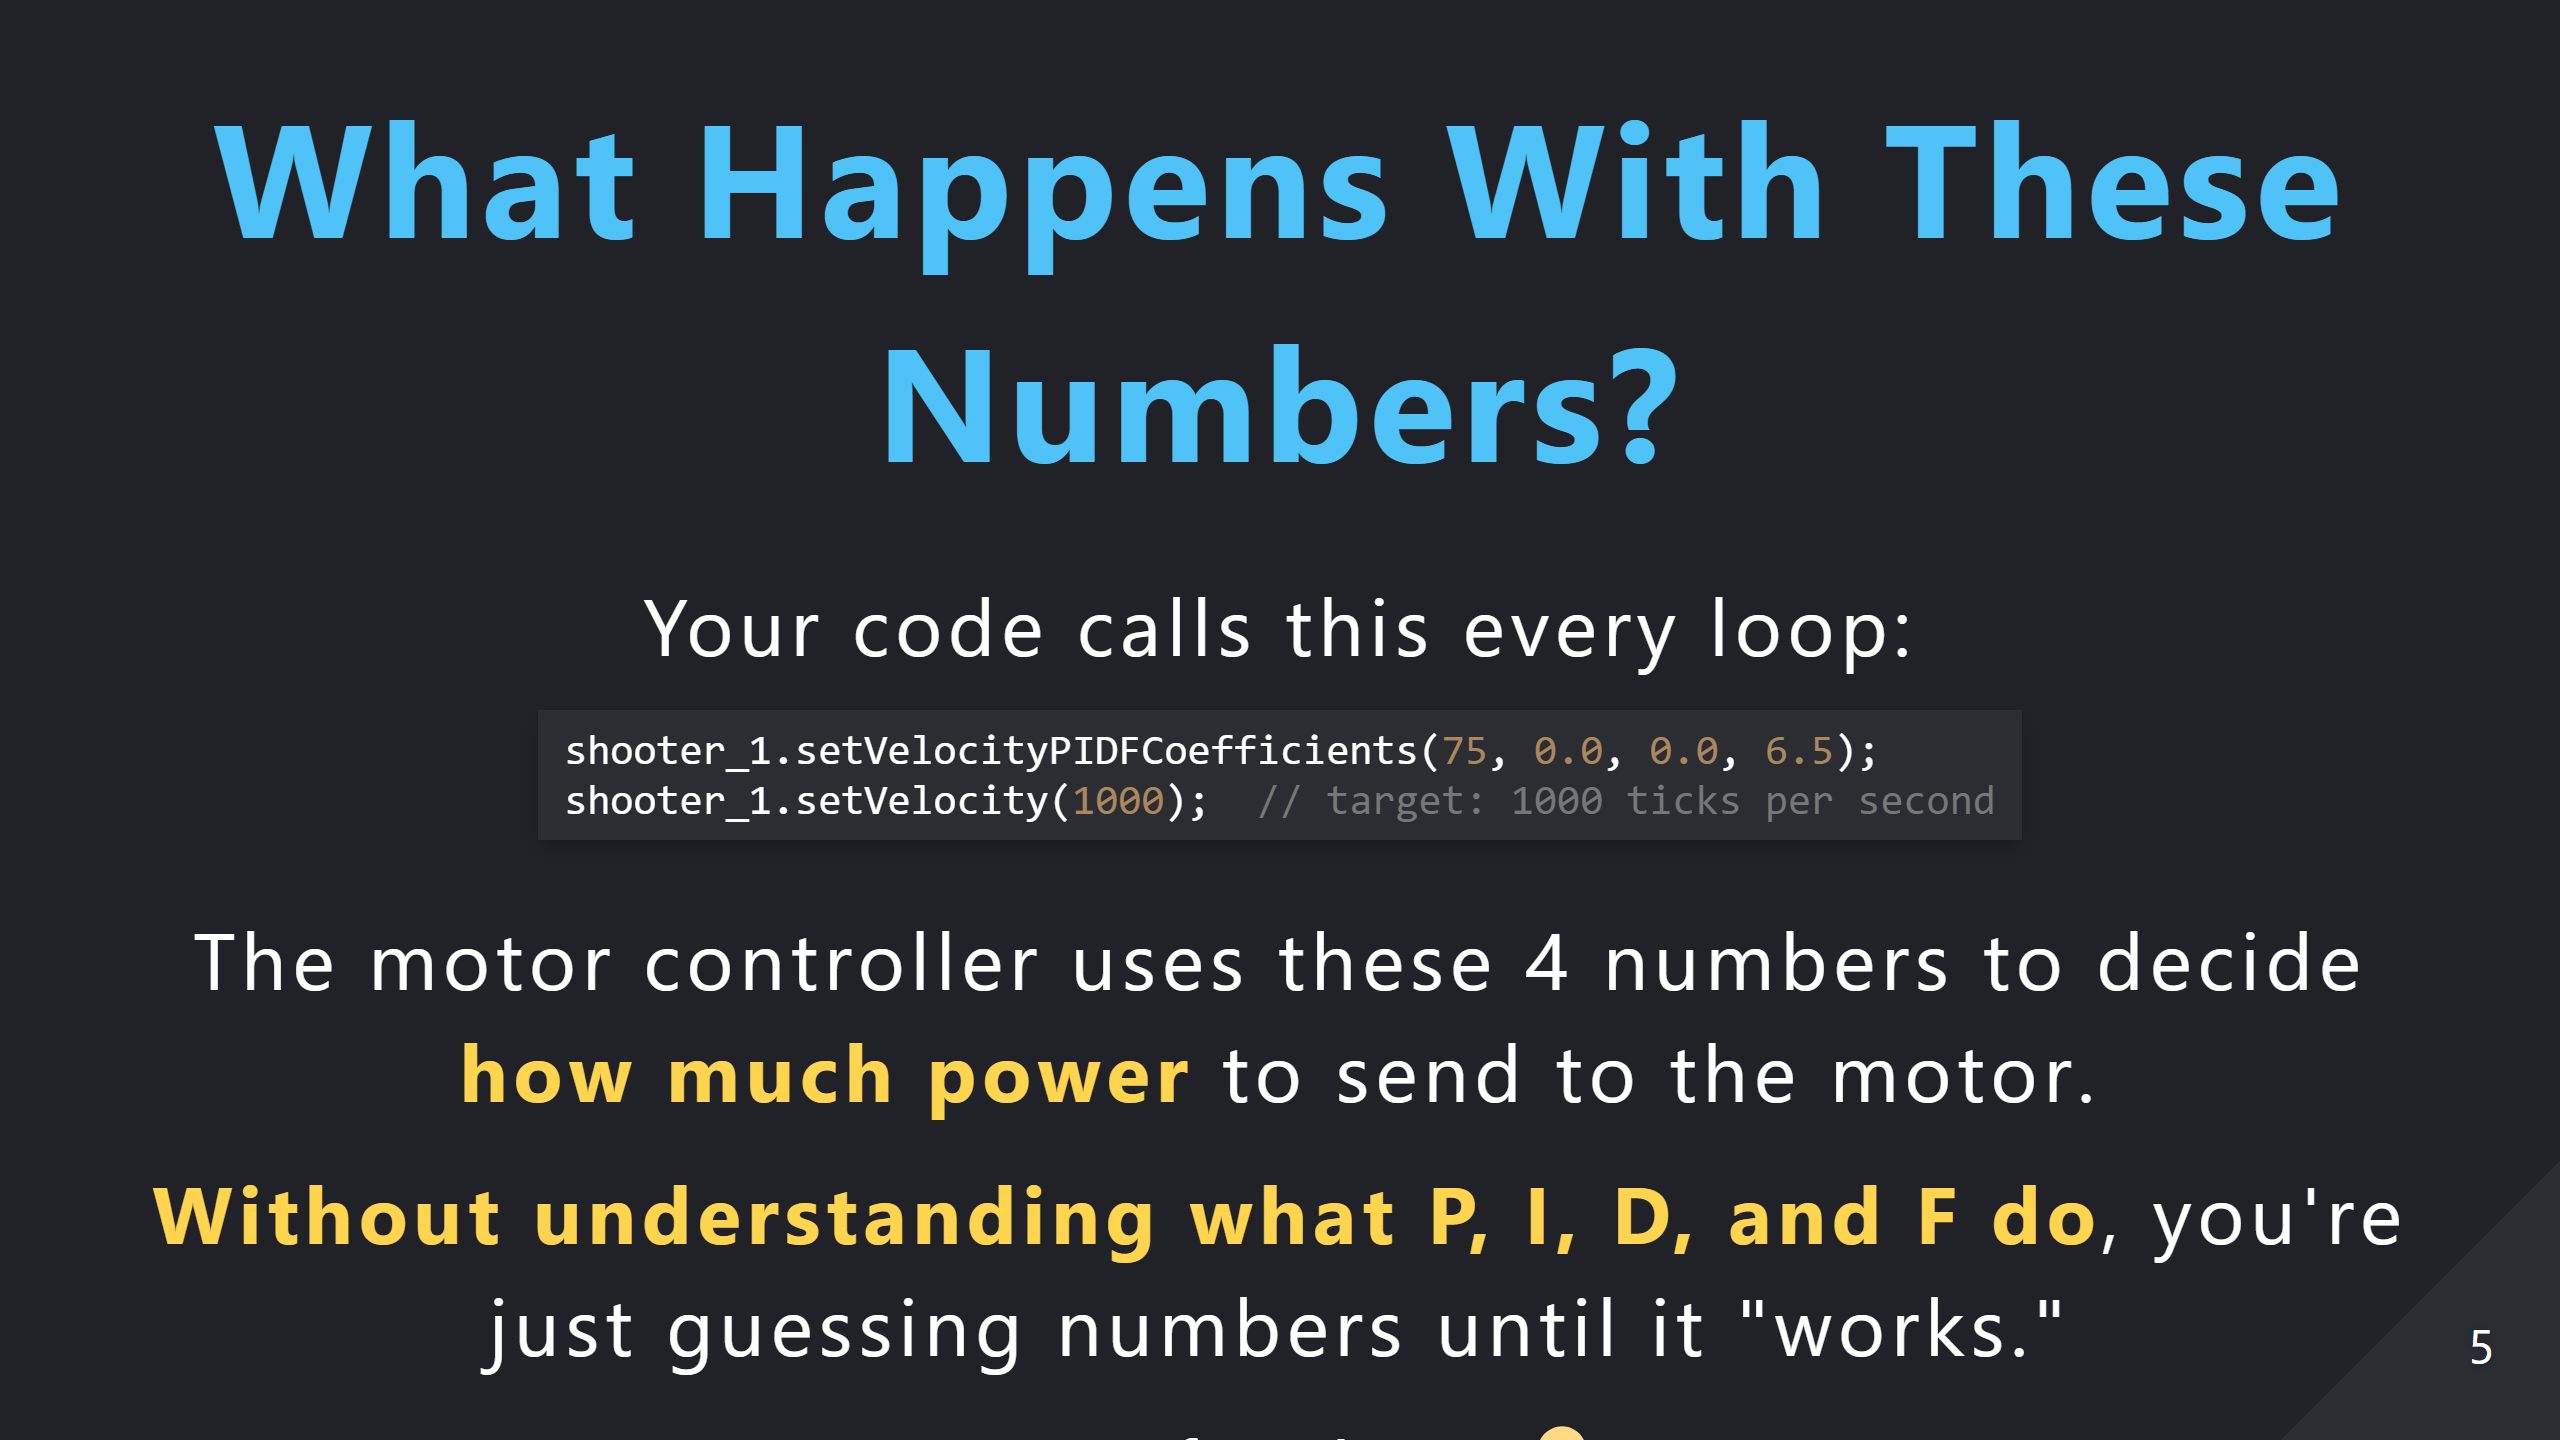 What Happens With These
Numbers?
Your code calls this every loop:
shooter_1.setVelocityPIDFCoefficients(75, 0.0, 0.0, 6.5);
shooter_1.setVelocity(1000);  // target: 1000 ticks per second
The motor controller uses these 4 numbers to decide
how much power to send to the motor.
Without understanding what P, I, D, and F do, you're
just guessing numbers until it "works."
5